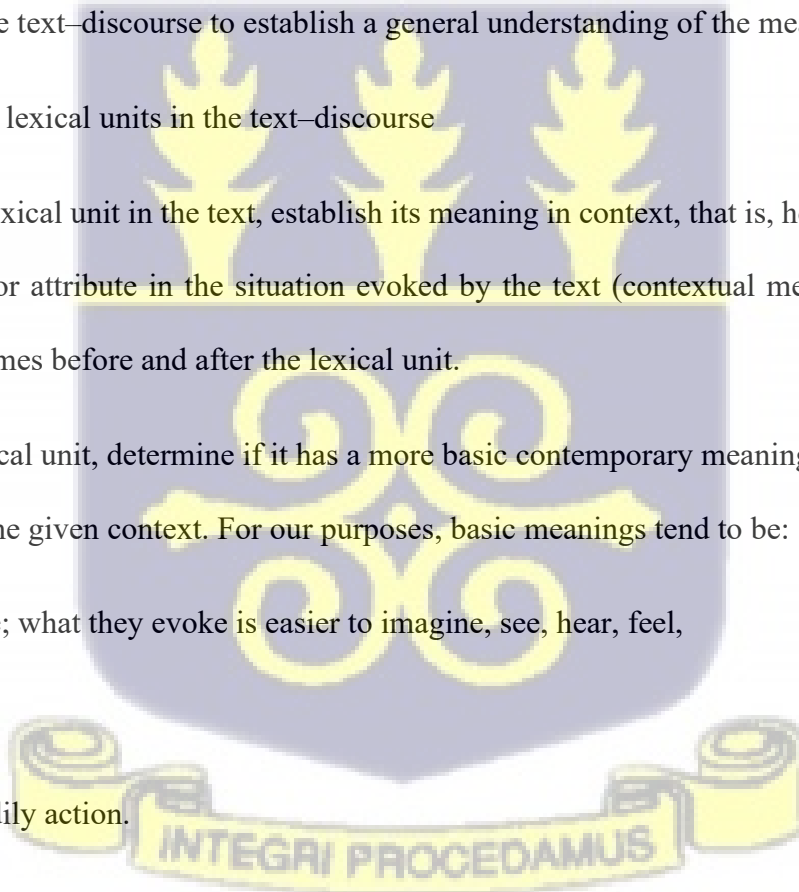 e text–discourse to establish a general understanding of the mea
lexical units in the text–discourse
xical unit in the text, establish its meaning in context, that is, h
or attribute in the situation evoked by the text (contextual me
mes before and after the lexical unit.
cal unit, determine if it has a more basic contemporary meaning
ne given context. For our purposes, basic meanings tend to be:
; what they evoke is easier to imagine, see, hear, feel,
dily action.
INTEGRI PROCEDAMUS